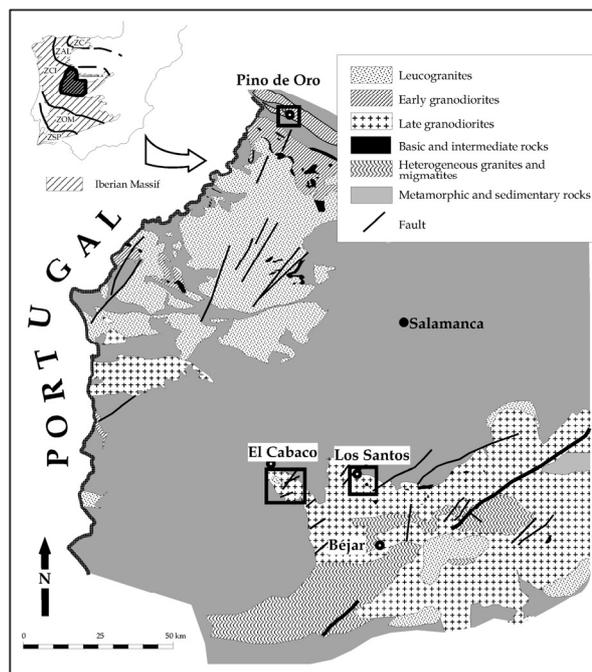 ZC
ZAL
ZCI
Salamanca
ZOM
ZSP
Iberian Massif
Pino de Oro
Leucogranites
Early granodiorites
Late granodiorites
Basic and intermediate rocks
Heterogeneous granites and
migmatites
Metamorphic and sedimentary rocks
Fault
PORTUGAL
Salamanca
El Cabaco
Los Santos
Béjar
N
0 25 50 km